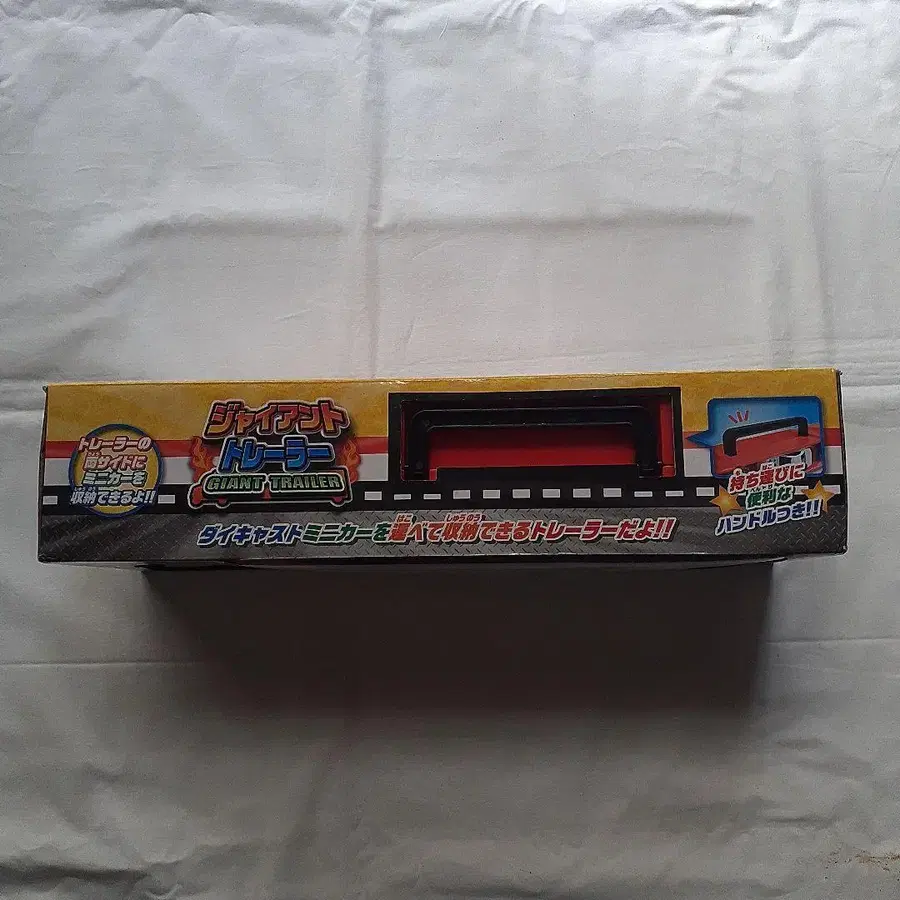 トレーラーの
両サイドに
ミニカーを
収納できるよ!!
ジャイアント
トレーラー
GIANT TRAILER
ダイキャストミニカーを運べて収納できるトレーラーだよ!!
持ち運びに
便利な
ハンドルつき!!